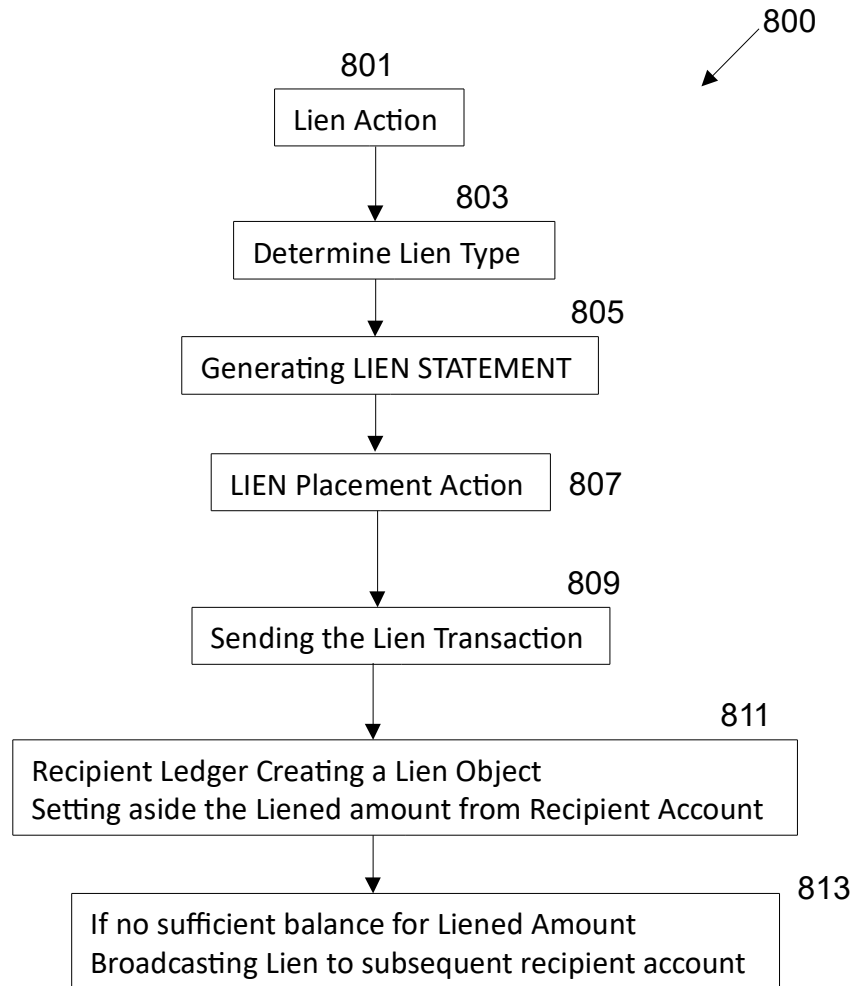 800
801
Lien Action
803
Determine Lien Type
805
Generating LIEN STATEMENT
LIEN Placement Action 807
809
Sending the Lien Transaction
811
Recipient Ledger Creating a Lien Object
Setting aside the Liened amount from Recipient Account
813
If no sufficient balance for Liened Amount
Broadcasting Lien to subsequent recipient account